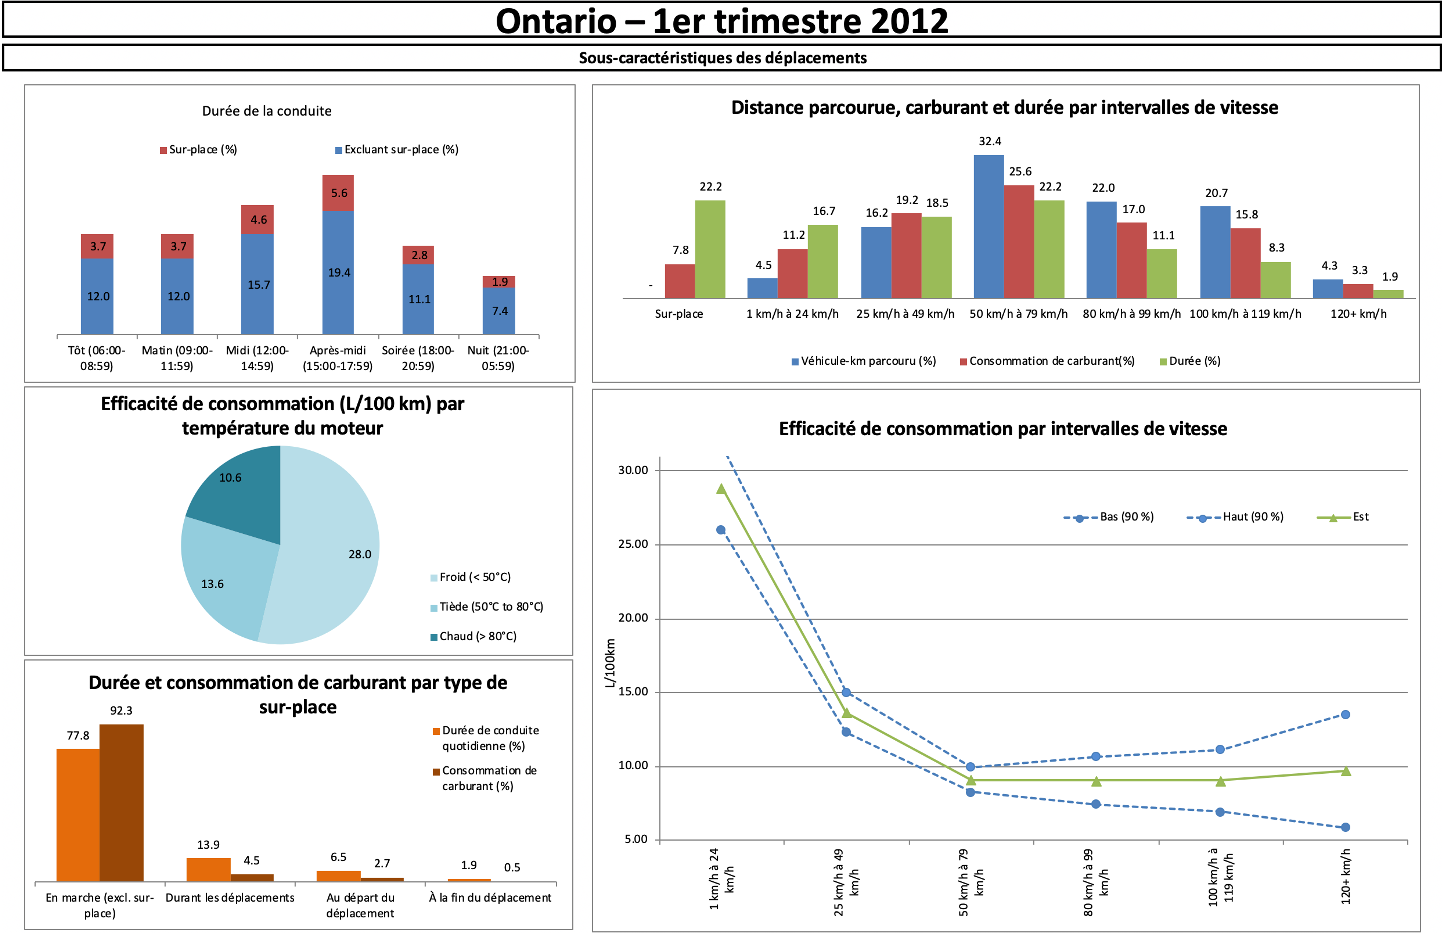 Ontario – 1er trimestre 2012
Sous-caractéristiques des déplacements
Durée de la conduite
Sur-place (%)
Excluant sur-place (%)
3.7
3.7
4.6
5.6
2.8
1.9
12.0
12.0
15.7
19.4
11.1
7.4
Tôt (06:00-
08:59)
Matin (09:00-
11:59)
Midi (12:00-
14:59)
Après-midi
(15:00-17:59)
Soirée (18:00-
20:59)
Nuit (21:00-
05:59)
Distance parcourue, carburant et durée par intervalles de vitesse
-
7.8
22.2
4.5
11.2
16.7
16.2
19.2
18.5
32.4
25.6
22.2
22.0
17.0
11.1
20.7
15.8
8.3
4.3
3.3
1.9
Sur-place
1 km/h à 24 km/h
25 km/h à 49 km/h
50 km/h à 79 km/h
80 km/h à 99 km/h
100 km/h à 119 km/h
120+ km/h
Véhicule-km parcouru (%)
Consommation de carburant(%)
Durée (%)
Efficacité de consommation (L/100 km) par
température du moteur
10.6
28.0
13.6
Froid (< 50°C)
Tiède (50°C to 80°C)
Chaud (> 80°C)
Durée et consommation de carburant par type de
sur-place
77.8
92.3
13.9
4.5
6.5
2.7
1.9
0.5
Durée de conduite
quotidienne (%)
Consommation de
carburant (%)
En marche (excl. sur-
place)
Durant les déplacements
Au départ du
déplacement
À la fin du déplacement
Efficacité de consommation par intervalles de vitesse
Bas (90 %)
Haut (90 %)
Est
L/100km
30.00
25.00
20.00
15.00
10.00
5.00
1 km/h à 24
km/h
25 km/h à 49
km/h
50 km/h à 79
km/h
80 km/h à 99
km/h
100 km/h à
119 km/h
120+ km/h